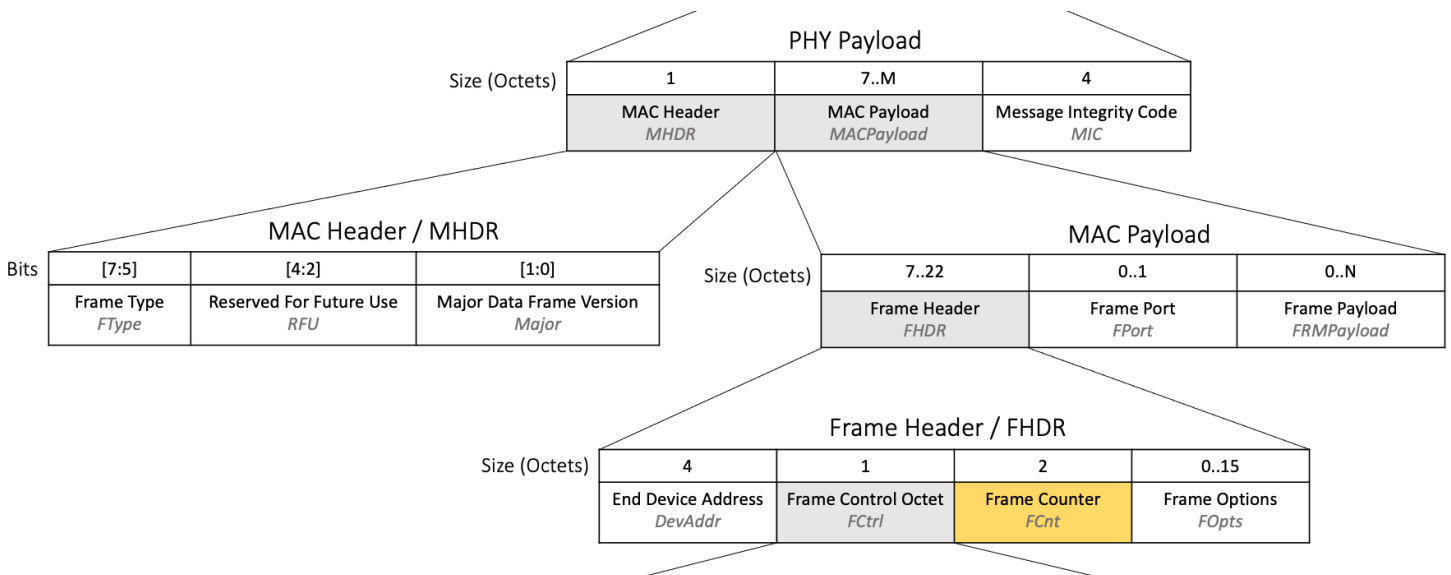 PHY Payload
Size (Octets) 1 7..M 4
MAC Header MAC Payload Message Integrity Code
MHDR MACPayload MIC
MAC Header / MHDR
Bits [7:5] [4:2] [1:0]
Frame Type Reserved For Future Use Major Data Frame Version
FType RFU Major
MAC Payload
Size (Octets) 7..22 0..1 0..N
Frame Header Frame Port Frame Payload
FHDR FPort FRMPayload
Frame Header / FHDR
Size (Octets) 4 1 2 0..15
End Device Address Frame Control Octet Frame Counter Frame Options
DevAddr FCtrl FCnt FOpts